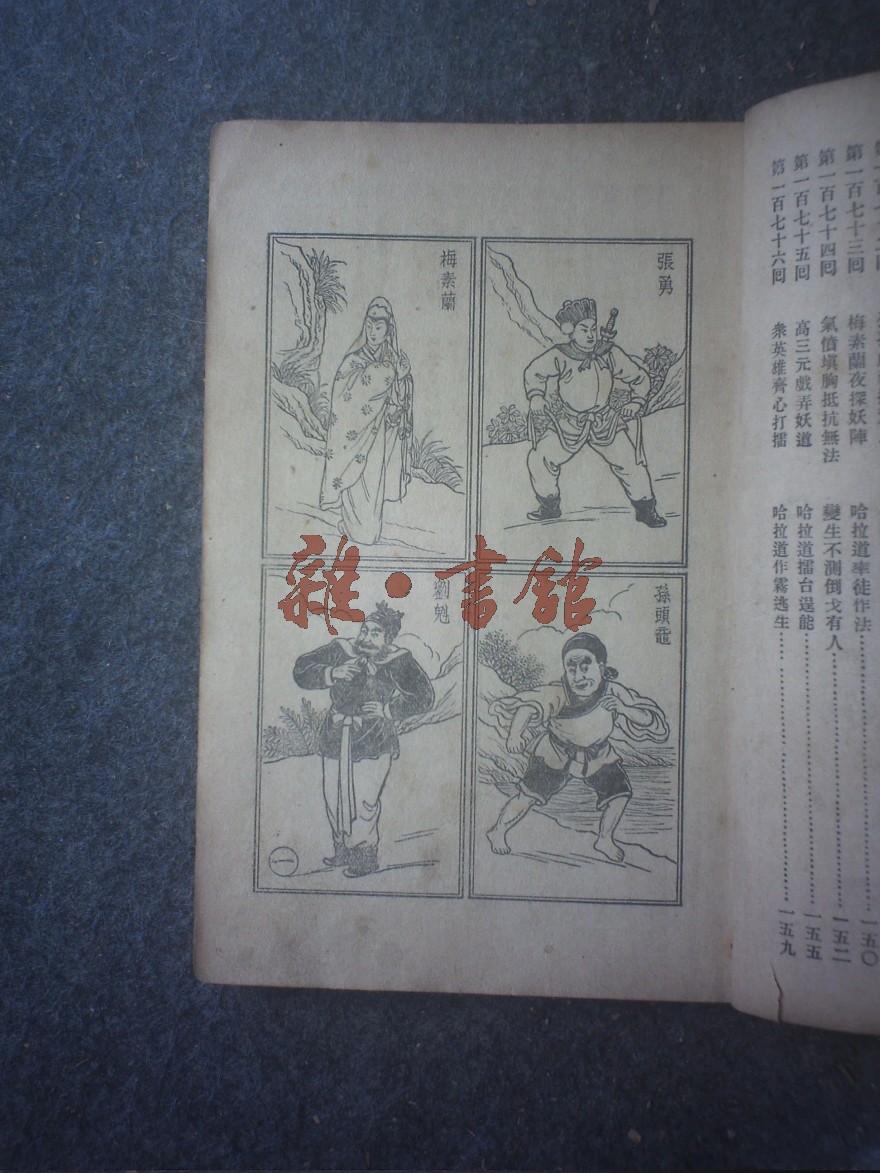 第一百七十三回 梅素蘭夜探妖陣 哈拉道率徒作法 一五〇
第一百七十四回 氣憤塡胸抵抗無法 變生不測倒戈有人 一五二
第一百七十五回 高三元戲弄妖道 哈拉道擂台逞能 一五五
第一百七十六回 衆英雄齊心打擂 哈拉道作霧逃生 一五九
張勇
梅素蘭
孫頭黿
劉魁
雜·書館